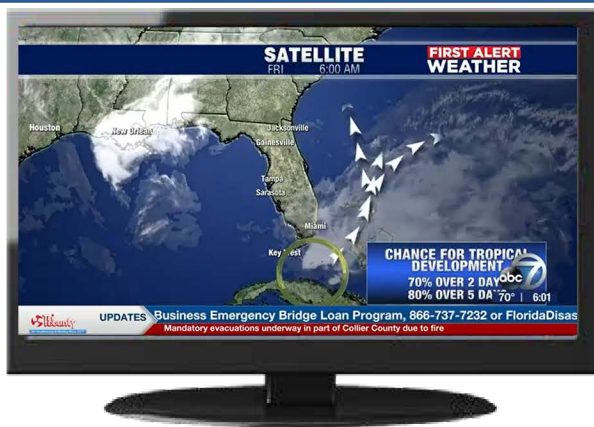 SATELLITE
FRI 6:00 AM
FIRST ALERT
WEATHER
Houston
New Orleans
Jacksonville
Gainesville
Tampa
Sarasota
Miami
Key West
CHANCE FOR TROPICAL
DEVELOPMENT
70% OVER 2 DAY
80% OVER 5 DA
abc 7
70° | 6:01
UPDATES Business Emergency Bridge Loan Program, 866-737-7232 or FloridaDisas
Mandatory evacuations underway in part of Collier County due to fire